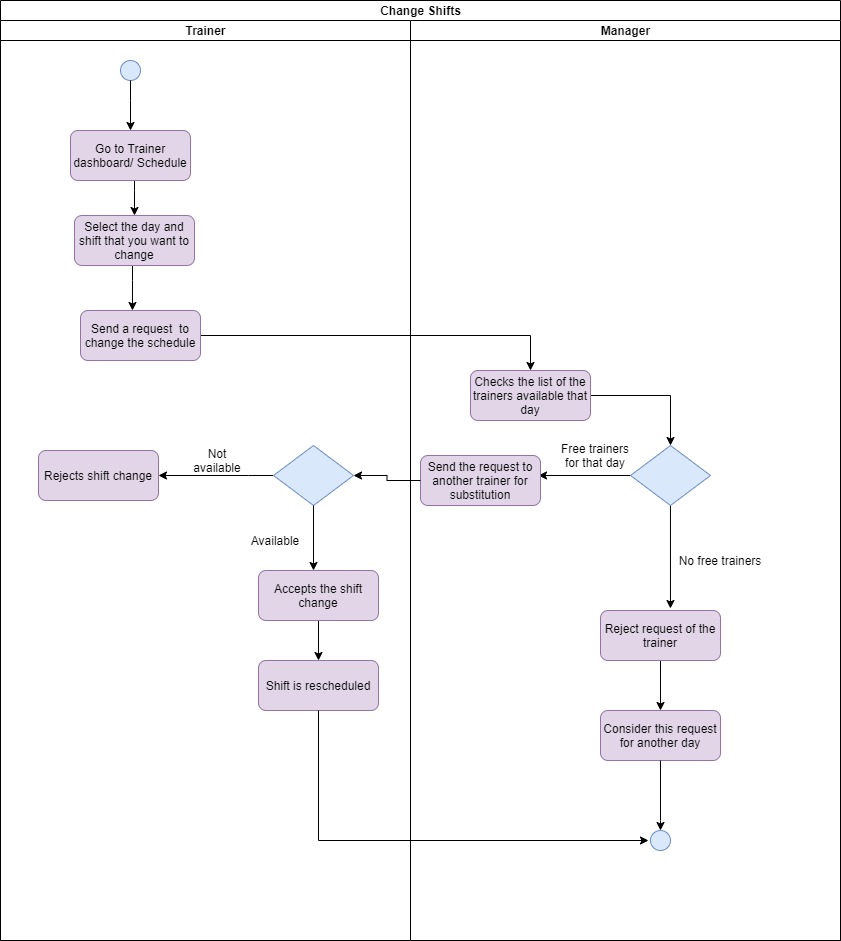 Change Shifts
Trainer
Manager
Go to Trainer
dashboard/ Schedule
Select the day and
shift that you want to
change
Send a request to
change the schedule
Checks the list of the
trainers available that
day
Free trainers
for that day
Send the request to
another trainer for
substitution
Not
available
Rejects shift change
Available
No free trainers
Accepts the shift
change
Reject request of the
trainer
Shift is rescheduled
Consider this request
for another day